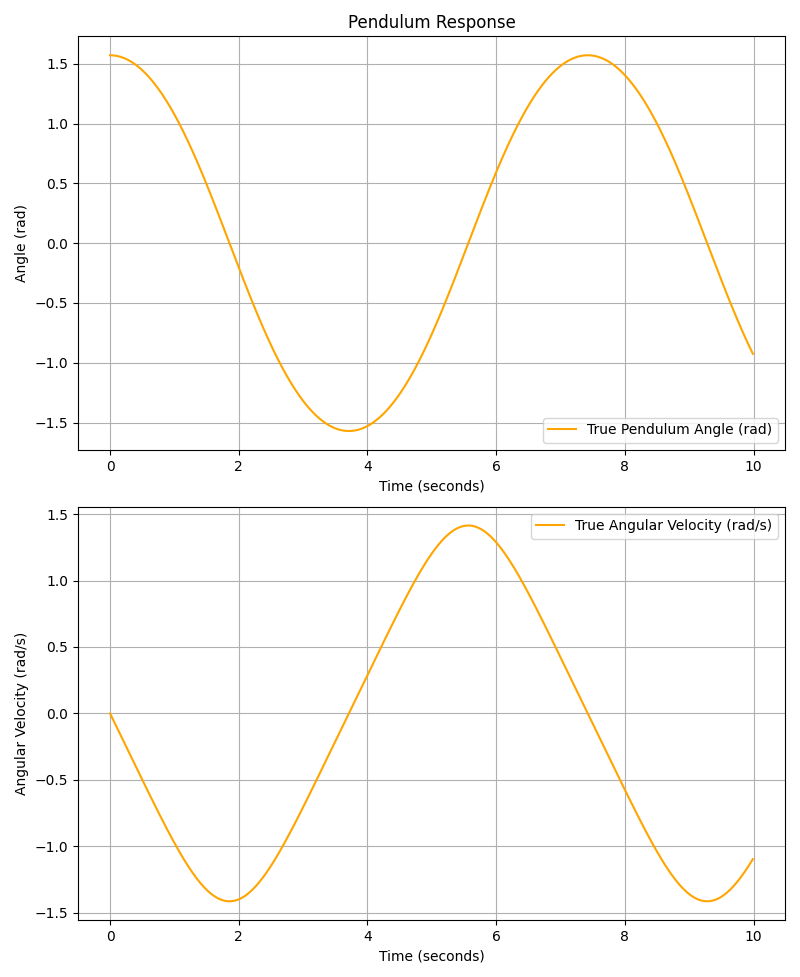 Pendulum Response
1.5
1.0
0.5
0.0
−0.5
−1.0
−1.5
Angle (rad)
True Pendulum Angle (rad)
0 2 4 6 8 10
Time (seconds)
1.5
1.0
0.5
0.0
−0.5
−1.0
−1.5
Angular Velocity (rad/s)
True Angular Velocity (rad/s)
0 2 4 6 8 10
Time (seconds)